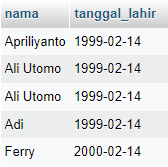 nama tanggal_lahir
Apriliyanto 1999-02-14
Ali Utomo 1999-02-14
Ali Utomo 1999-02-14
Adi 1999-02-14
Ferry 2000-02-14